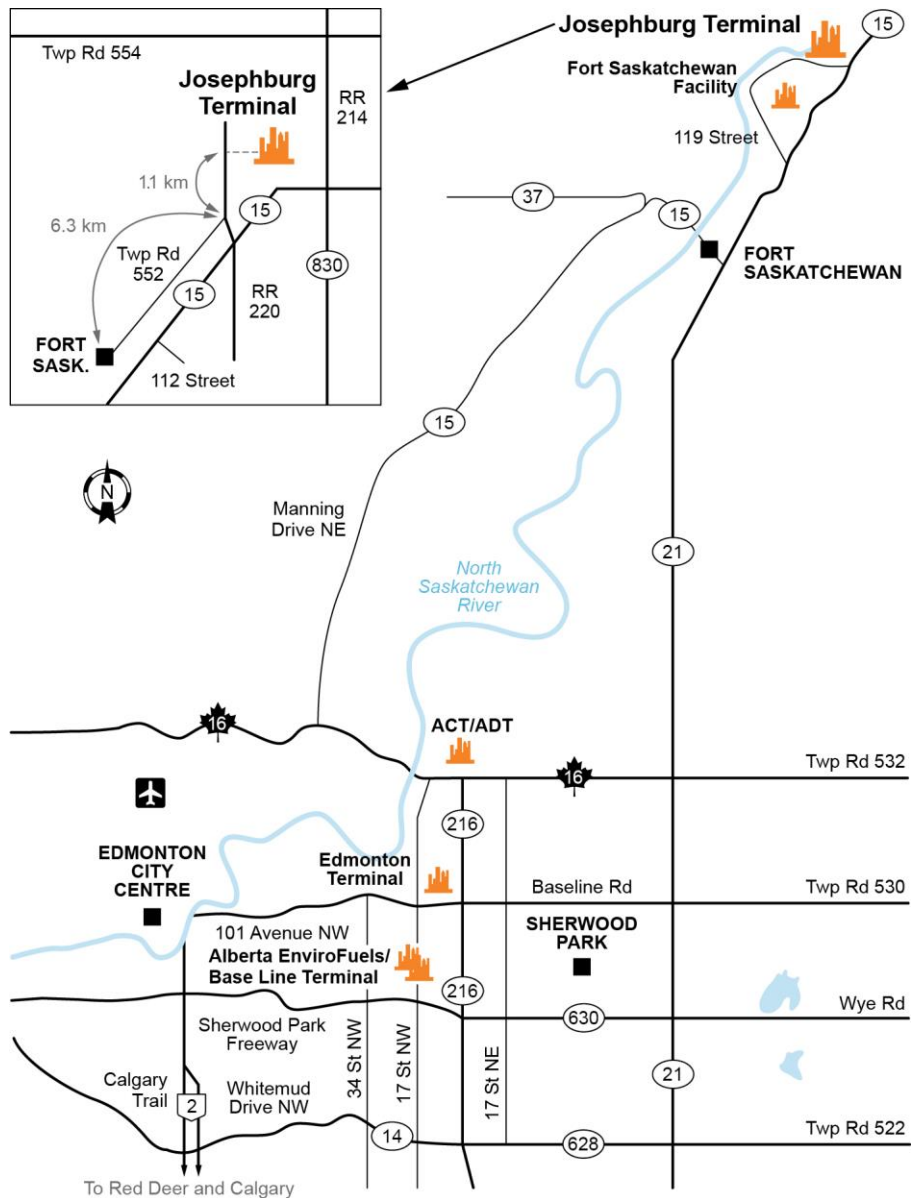 Twp Rd 554
Josephburg
Terminal
RR
214
1.1 km
15
6.3 km
Twp Rd
552
15
830
RR
220
FORT
SASK.
112 Street
Josephburg Terminal
15
Fort Saskatchewan
Facility
119 Street
37
15
FORT
SASKATCHEWAN
15
N
Manning
Drive NE
21
North
Saskatchewan
River
16
ACT/ADT
16
Twp Rd 532
216
EDMONTON
CITY
CENTRE
Edmonton
Terminal
Baseline Rd
Twp Rd 530
101 Avenue NW
SHERWOOD
PARK
Alberta EnviroFuels/
Base Line Terminal
216
Wye Rd
630
Sherwood Park
Freeway
34 St NW
17 St NW
17 St NE
21
Calgary
Trail
2
Whitemud
Drive NW
14
628
Twp Rd 522
To Red Deer and Calgary